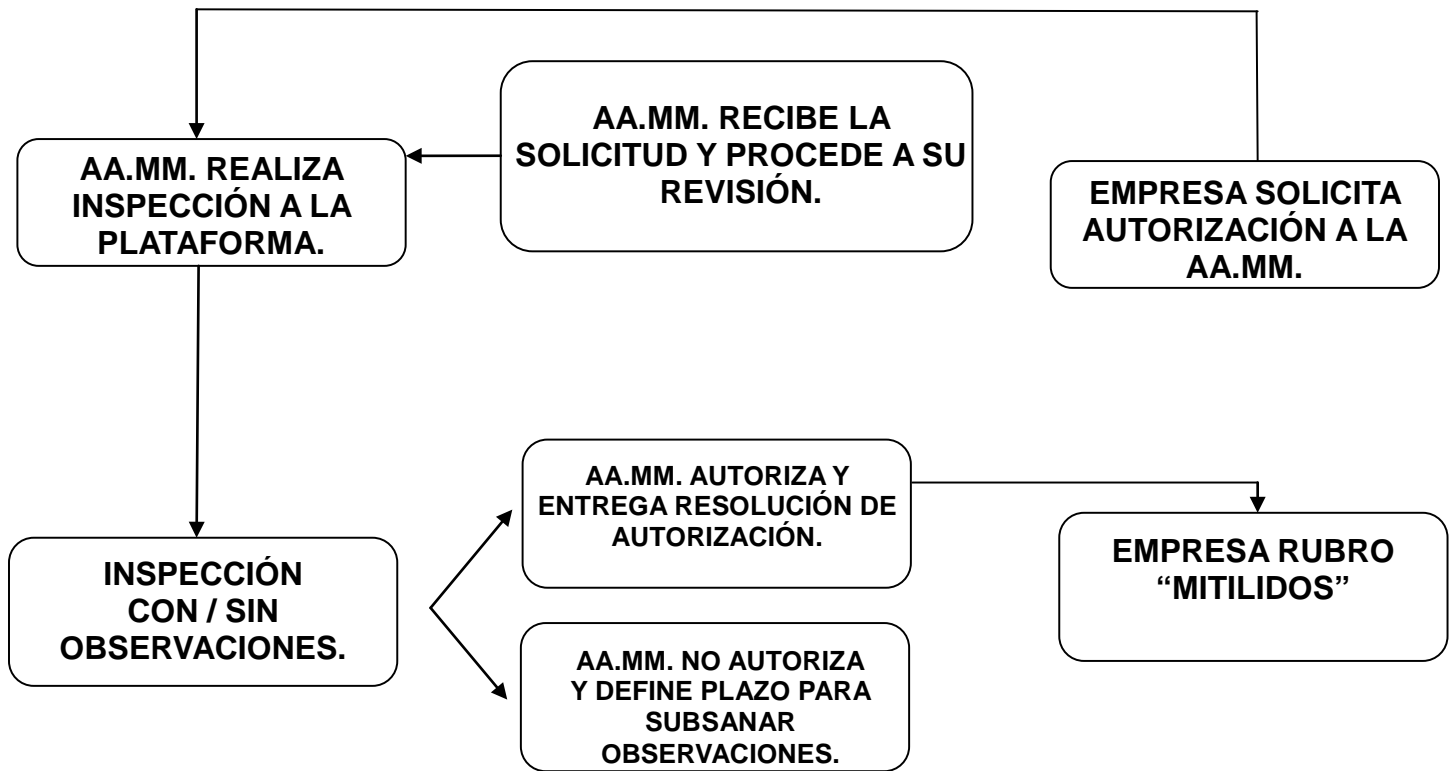 AA.MM. RECIBE LA
SOLICITUD Y PROCEDE A SU
REVISIÓN.
AA.MM. REALIZA
INSPECCIÓN A LA
PLATAFORMA.
EMPRESA SOLICITA
AUTORIZACIÓN A LA
AA.MM.
INSPECCIÓN
CON / SIN
OBSERVACIONES.
AA.MM. AUTORIZA Y
ENTREGA RESOLUCIÓN DE
AUTORIZACIÓN.
AA.MM. NO AUTORIZA
Y DEFINE PLAZO PARA
SUBSANAR
OBSERVACIONES.
EMPRESA RUBRO
“MITILIDOS”